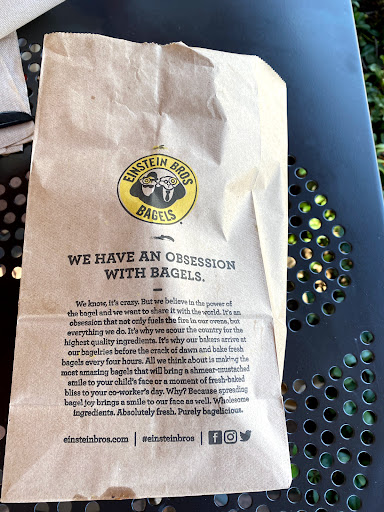 EINSTEIN BROS
BAGELS
WE HAVE AN OBSESSION
WITH BAGELS.
We know, it's crazy. But we believe in the power of
the bagel and we want to share it with the world. It's an
obsession that not only fuels the fire in our ovens, but
everything we do. It's why we scour the country for the
highest quality ingredients. It's why our bakers arrive at
our bagelries before the crack of dawn and bake fresh
bagels every four hours. All we think about is making the
most amazing bagels that will bring a shmear-mustached
smile to your child's face or a moment of fresh-baked
bliss to your co-worker's day. Why? Because spreading
bagel joy brings a smile to our face as well. Wholesome
ingredients. Absolutely fresh. Purely bagelicious.
einsteinbros.com | #einsteinbros |